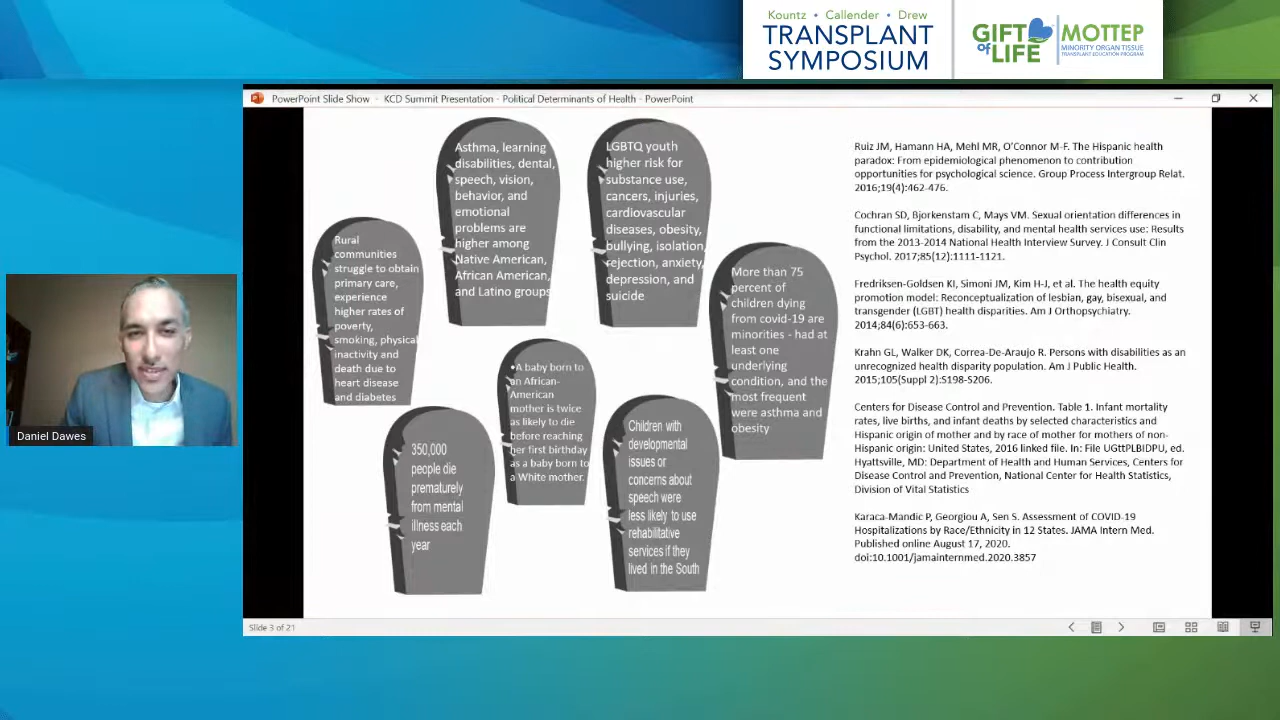 Kountz • Callender • Drew
TRANSPLANT
SYMPOSIUM
GIFT
of
LIFE
MOTTEP
MINORITY ORGAN TISSUE
TRANSPLANT EDUCATION PROGRAM
PowerPoint Slide Show - KCD Summit Presentation - Political Determinants of Health - PowerPoint
Rural
communities
struggle to obtain
primary care,
experience
higher rates of
poverty,
smoking, physical
inactivity and
death due to
heart disease
and diabetes
Asthma, learning
disabilities, dental,
speech, vision,
behavior, and
emotional
problems are
higher among
Native American,
African American,
and Latino groups
LGBTQ youth
higher risk for
substance use,
cancers, injuries,
cardiovascular
diseases, obesity,
bullying, isolation,
rejection, anxiety,
depression, and
suicide
More than 75
percent of
children dying
from covid-19 are
minorities - had at
least one
underlying
condition, and the
most frequent
were asthma and
obesity
350,000
people die
prematurely
from mental
illness each
year
•A baby born to
an African-
American
mother is twice
as likely to die
before reaching
her first birthday
as a baby born to
a White mother.
Children with
developmental
issues or
concerns about
speech were
less likely to use
rehabilitative
services if they
lived in the South
Ruiz JM, Hamann HA, Mehl MR, O'Connor M-F. The Hispanic health
paradox: From epidemiological phenomenon to contribution
opportunities for psychological science. Group Process Intergroup Relat.
2016;19(4):462-476.
Cochran SD, Bjorkenstam C, Mays VM. Sexual orientation differences in
functional limitations, disability, and mental health services use: Results
from the 2013-2014 National Health Interview Survey. J Consult Clin
Psychol. 2017;85(12):1111-1121.
Fredriksen-Goldsen KI, Simoni JM, Kim H-J, et al. The health equity
promotion model: Reconceptualization of lesbian, gay, bisexual, and
transgender (LGBT) health disparities. Am J Orthopsychiatry.
2014;84(6):653-663.
Krahn GL, Walker DK, Correa-De-Araujo R. Persons with disabilities as an
unrecognized health disparity population. Am J Public Health.
2015;105(Suppl 2):S198-S206.
Centers for Disease Control and Prevention. Table 1. Infant mortality
rates, live births, and infant deaths by selected characteristics and
Hispanic origin of mother and by race of mother for mothers of non-
Hispanic origin: United States, 2016 linked file. In: File UGttPLBIDPU, ed.
Hyattsville, MD: Department of Health and Human Services, Centers for
Disease Control and Prevention, National Center for Health Statistics,
Division of Vital Statistics
Karaca-Mandic P, Georgiou A, Sen S. Assessment of COVID-19
Hospitalizations by Race/Ethnicity in 12 States. JAMA Intern Med.
Published online August 17, 2020.
doi:10.1001/jamainternmed.2020.3857
Daniel Dawes
Slide 3 of 21